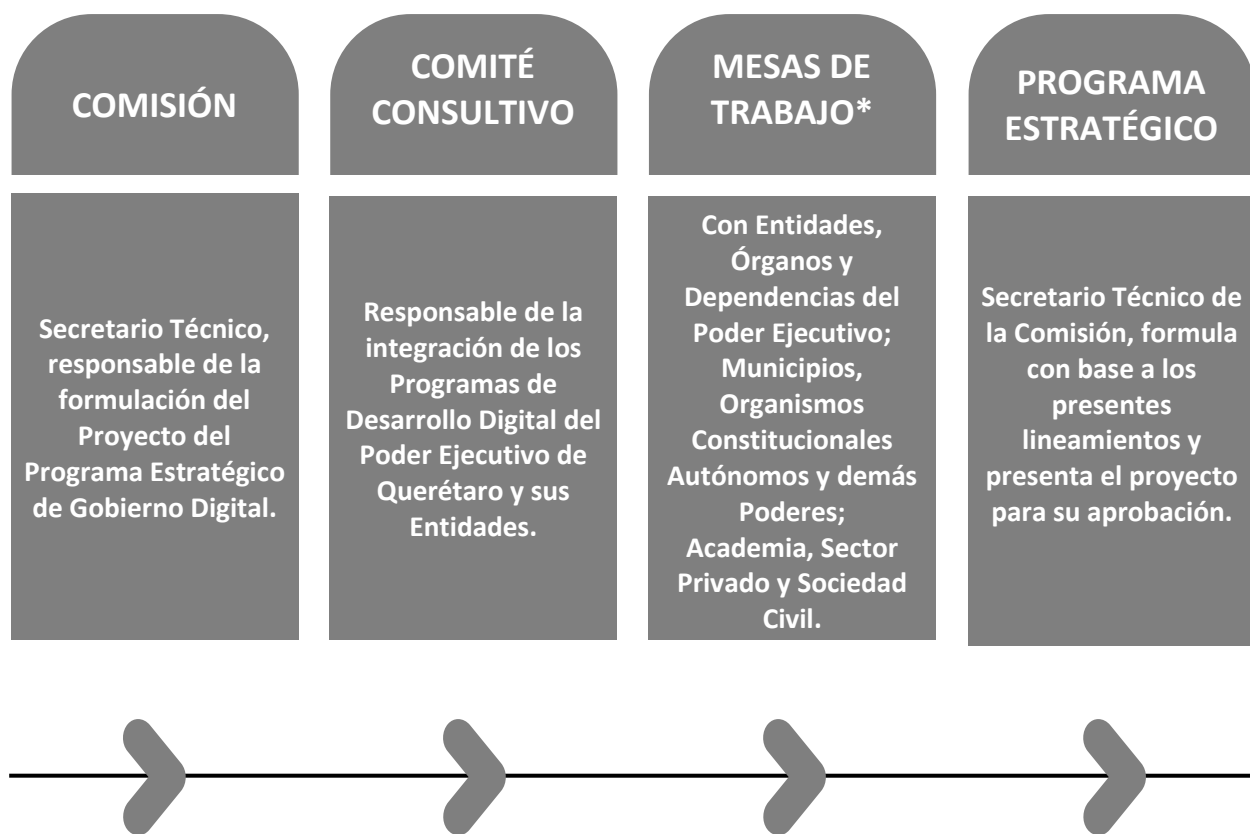 COMISIÓN
Secretario Técnico,
responsable de la
formulación del
Proyecto del
Programa Estratégico
de Gobierno Digital.
COMITÉ
CONSULTIVO
Responsable de la
integración de los
Programas de
Desarrollo Digital del
Poder Ejecutivo de
Querétaro y sus
Entidades.
MESAS DE
TRABAJO*
Con Entidades,
Órganos y
Dependencias del
Poder Ejecutivo;
Municipios,
Organismos
Constitucionales
Autónomos y demás
Poderes;
Academia, Sector
Privado y Sociedad
Civil.
PROGRAMA
ESTRATÉGICO
Secretario Técnico de
la Comisión, formula
con base a los
presentes
lineamientos y
presenta el proyecto
para su aprobación.